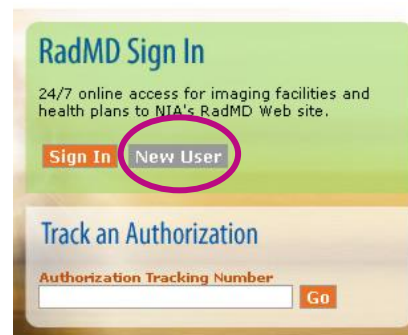 RadMD Sign In
24/7 online access for imaging facilities and
health plans to NIA's RadMD Web site.
Sign In New User
Track an Authorization
Authorization Tracking Number
Go